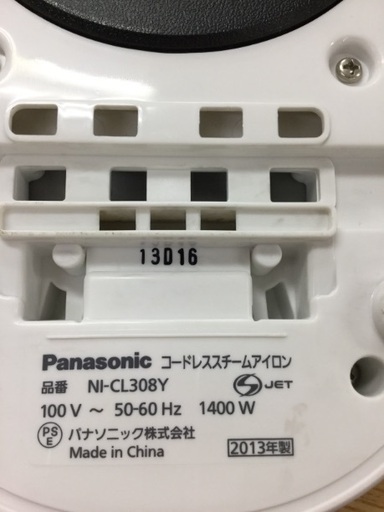 13D16
Panasonic コードレススチームアイロン
品番 NI-CL308Y S JET
100 V ～ 50-60 Hz 1400 W
PSE パナソニック株式会社
Made in China 2013年製